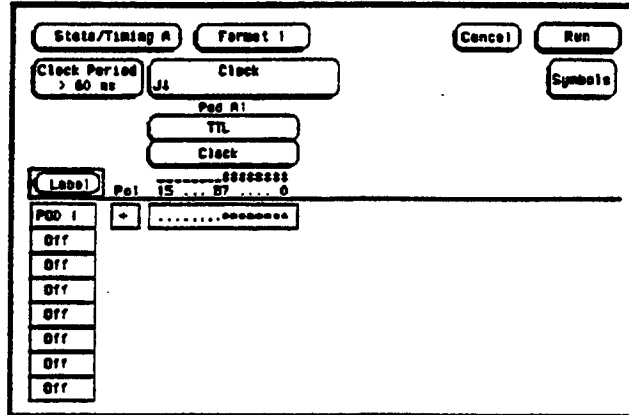 State/Timing A Format 1 Cancel Run
Clock Period
> 60 ns
Clock
J↓
Symbols
Pod A1
TTL
Clock
Label Pol 15 ... 87 .... 0
POD 1 + ........********
Off
Off
Off
Off
Off
Off
Off